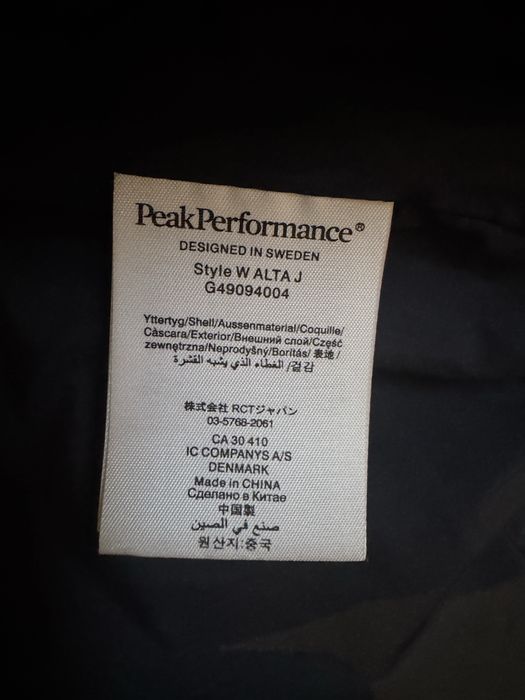 PeakPerformance®
DESIGNED IN SWEDEN
Style W ALTA J
G49094004
Yttertyg/Shell/Aussenmaterial/Coquille/
Càscara/Exterior/Внешний слой/Część
zewnętrzna/Neprodyšný/Borítás/ 表地 /
الغطاء الذي يشبه القشرة /겉감
株式会社 RCTジャパン
03-5768-2061
CA 30 410
IC COMPANYS A/S
DENMARK
Made in CHINA
Сделано в Китае
中国製
صنع في الصين
원산지:중국